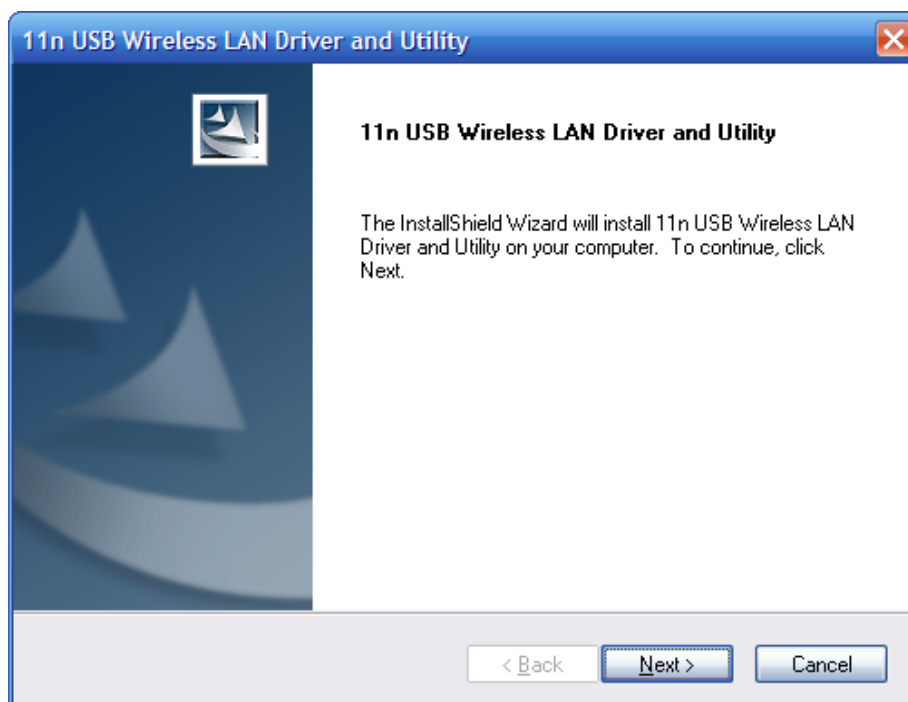 11n USB Wireless LAN Driver and Utility
11n USB Wireless LAN Driver and Utility
The InstallShield Wizard will install 11n USB Wireless LAN
Driver and Utility on your computer. To continue, click
Next.
< Back
Next >
Cancel